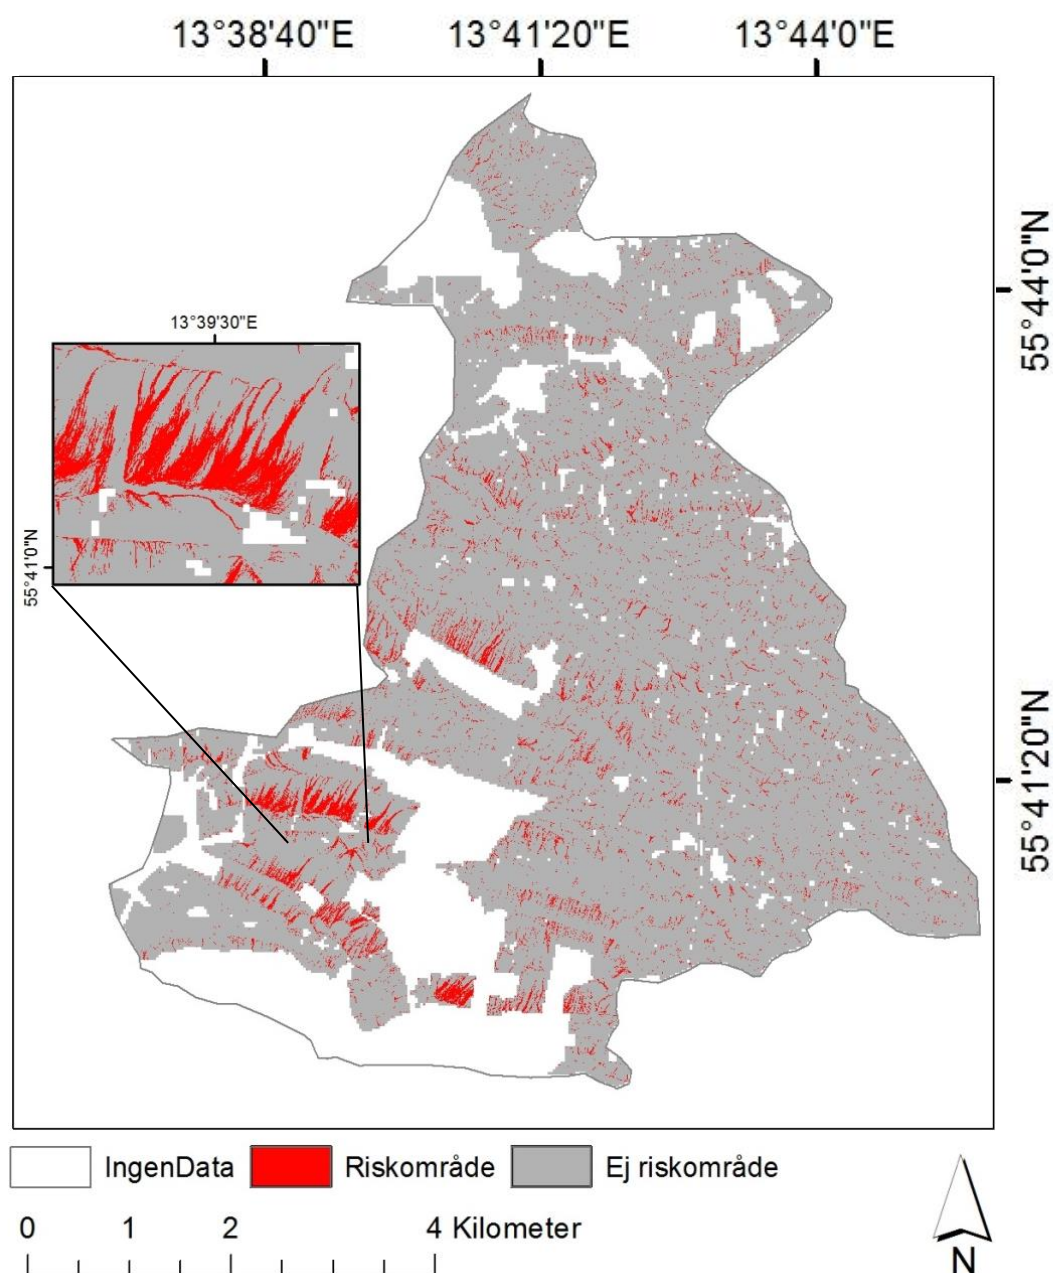 13°38'40"E 13°41'20"E 13°44'0"E
55°44'0"N
13°39'30"E
55°41'0"N
55°41'20"N
IngenData Riskområde Ej riskområde
0 1 2 4 Kilometer
N